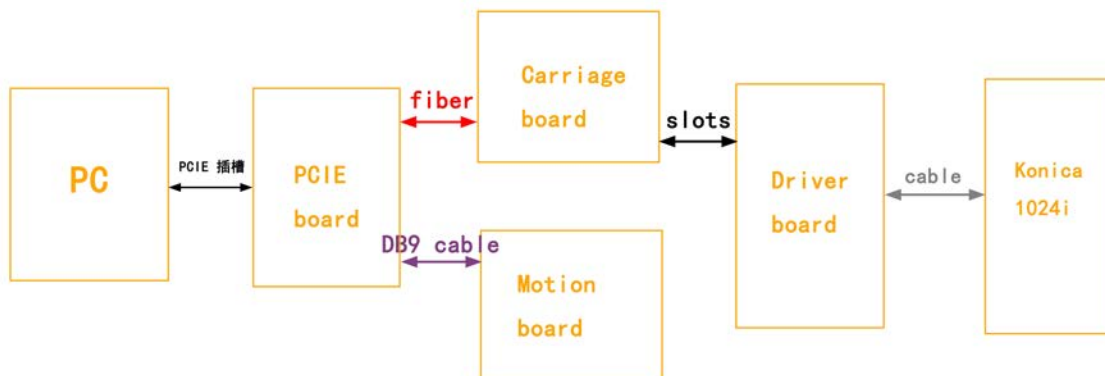 PC
PCIE 插槽
PCIE
board
fiber
DB9 cable
Carriage
board
Motion
board
slots
Driver
board
cable
Konica
1024i